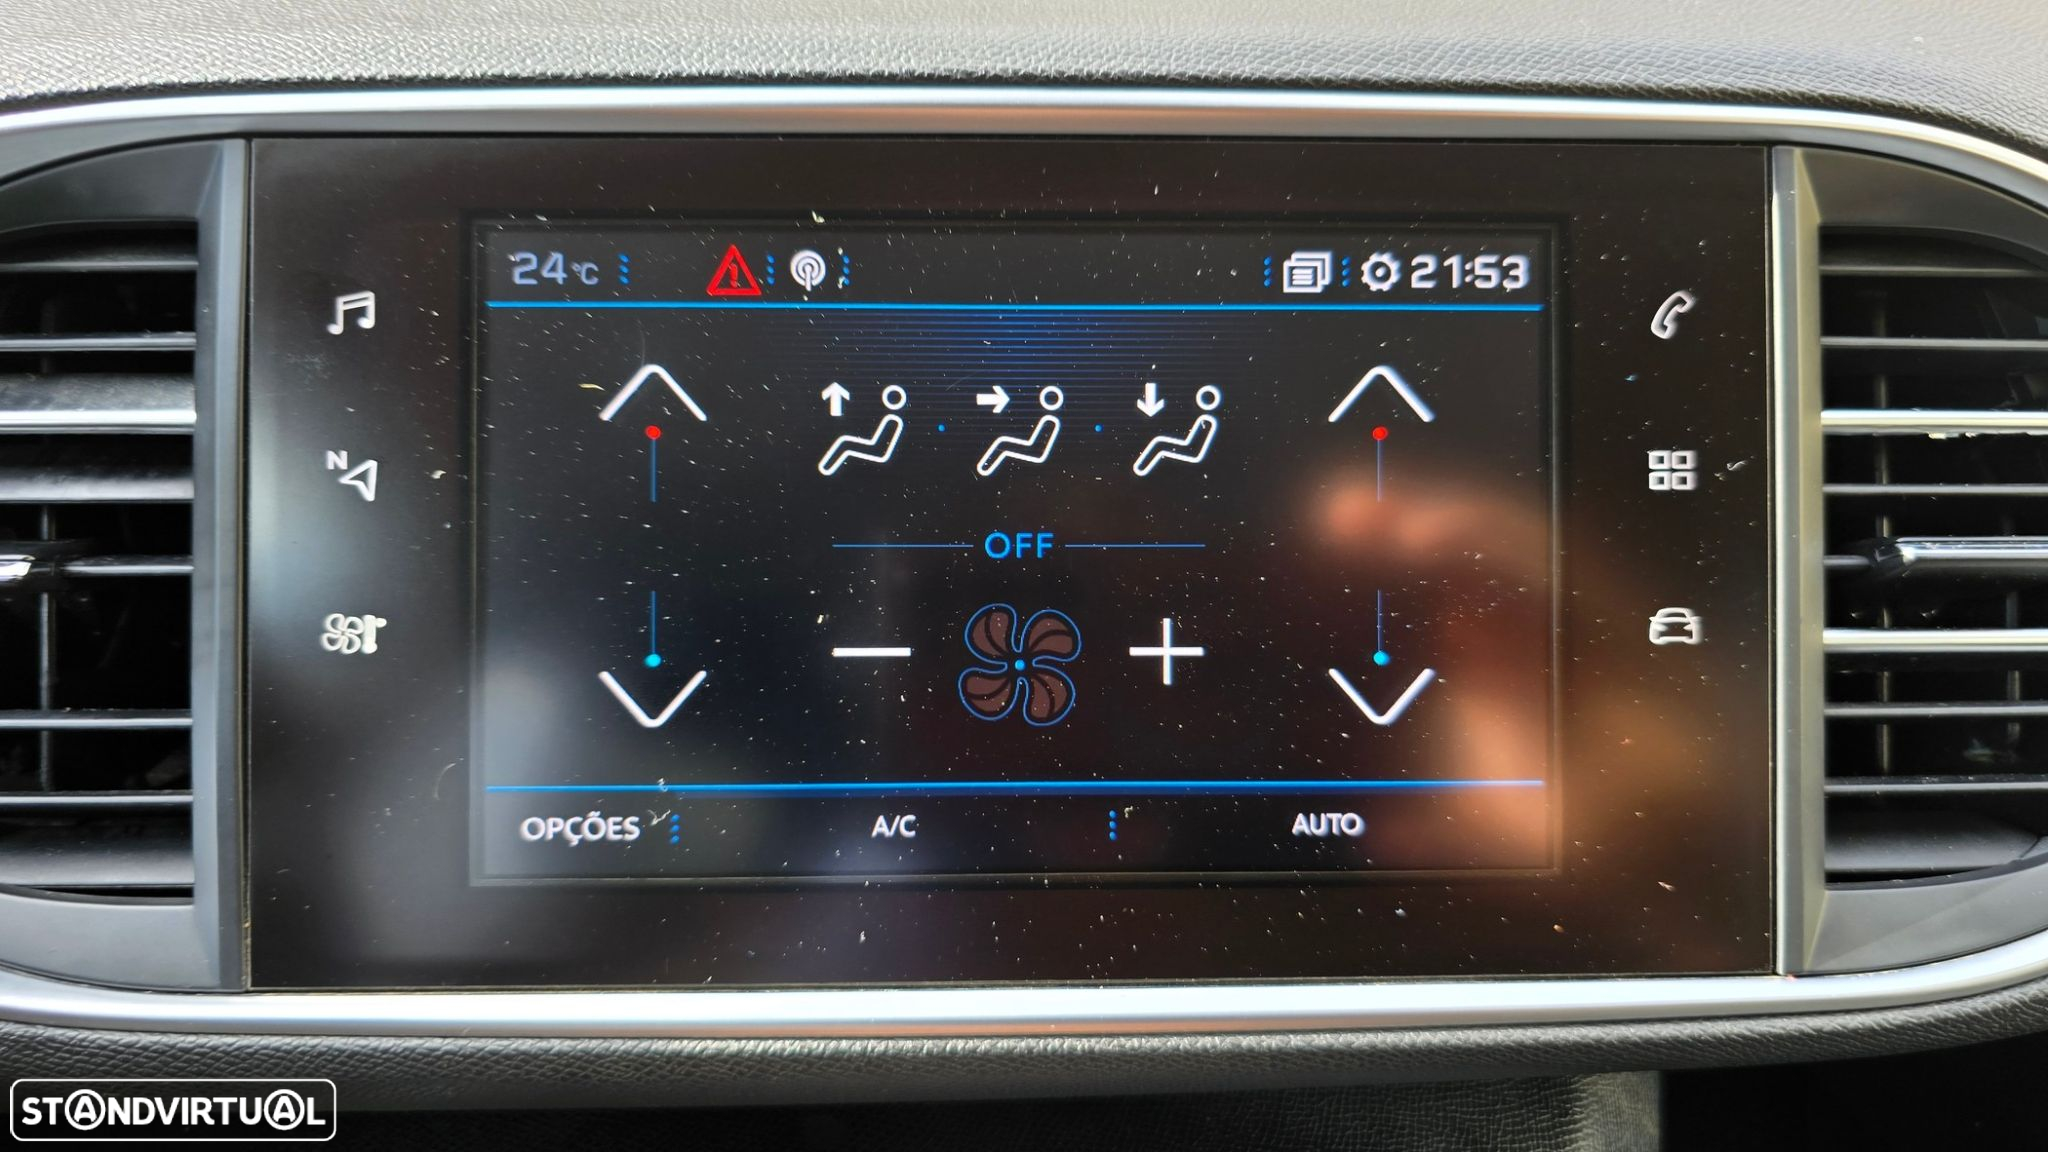 24°C
21:53
N
OFF
OPÇÕES
A/C
AUTO
STANDVIRTUAL